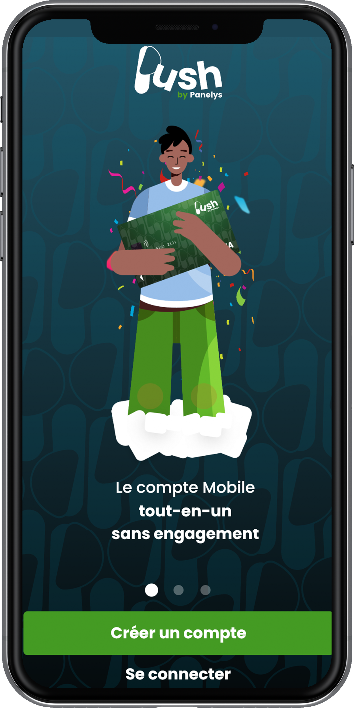 Push
by Panelys
Push
Le compte Mobile
tout-en-un
sans engagement
Créer un compte
Se connecter